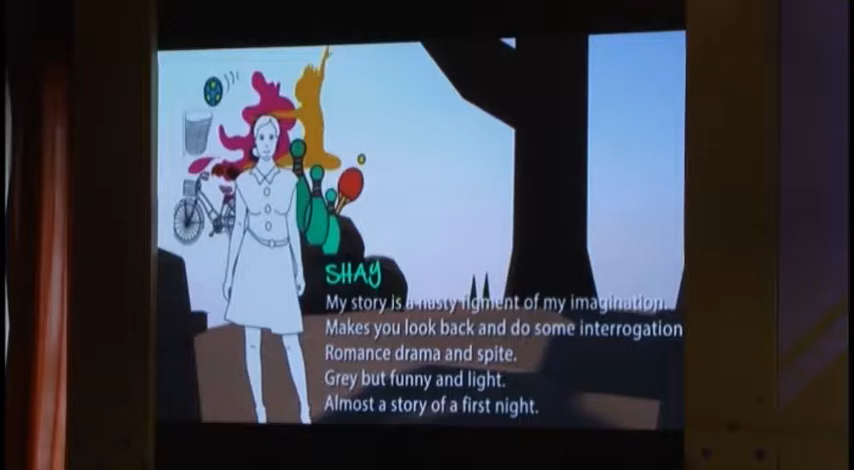 SHAY
My story is a nasty figment of my imagination.
Makes you look back and do some interrogation
Romance drama and spite.
Grey but funny and light.
Almost a story of a first night.